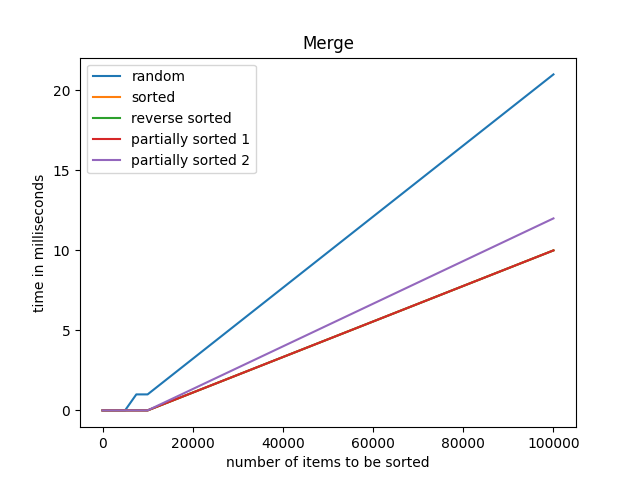 Merge
random
sorted
reverse sorted
partially sorted 1
partially sorted 2
20
15
10
5
0
time in milliseconds
0 20000 40000 60000 80000 100000
number of items to be sorted